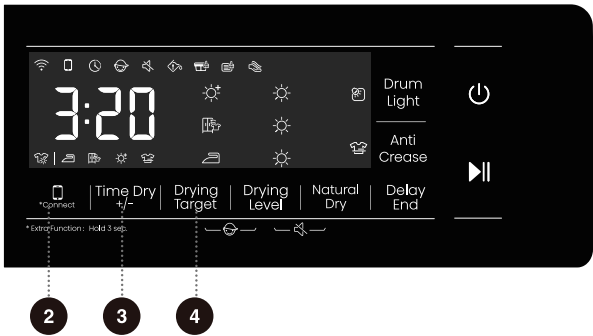 3:20
Drum
Light
Anti
Crease
*Connect
Time Dry
+/-
Drying
Target
Drying
Level
Natural
Dry
Delay
End
* Extra Function : Hold 3 sec.
2
3
4